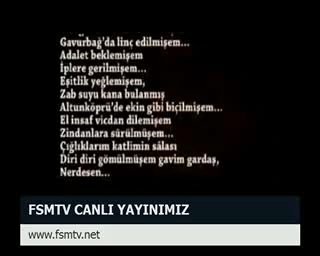 Gavurbağ'da linç edilmişem...
Adalet beklemişem
İplere gerilmişem...
Eşitlik yeğlemişem,
Zab suyu kana bulanmış
Altunköprü'de ekin gibi biçilmişem...
El insaf vicdan dilemişem
Zindanlara sürülmüşem...
Çığlıklarım katlimin sâlası
Diri diri gömülmüşem gavim gardaş,
Nerdesen...
FSMTV CANLI YAYINIMIZ
www.fsmtv.net